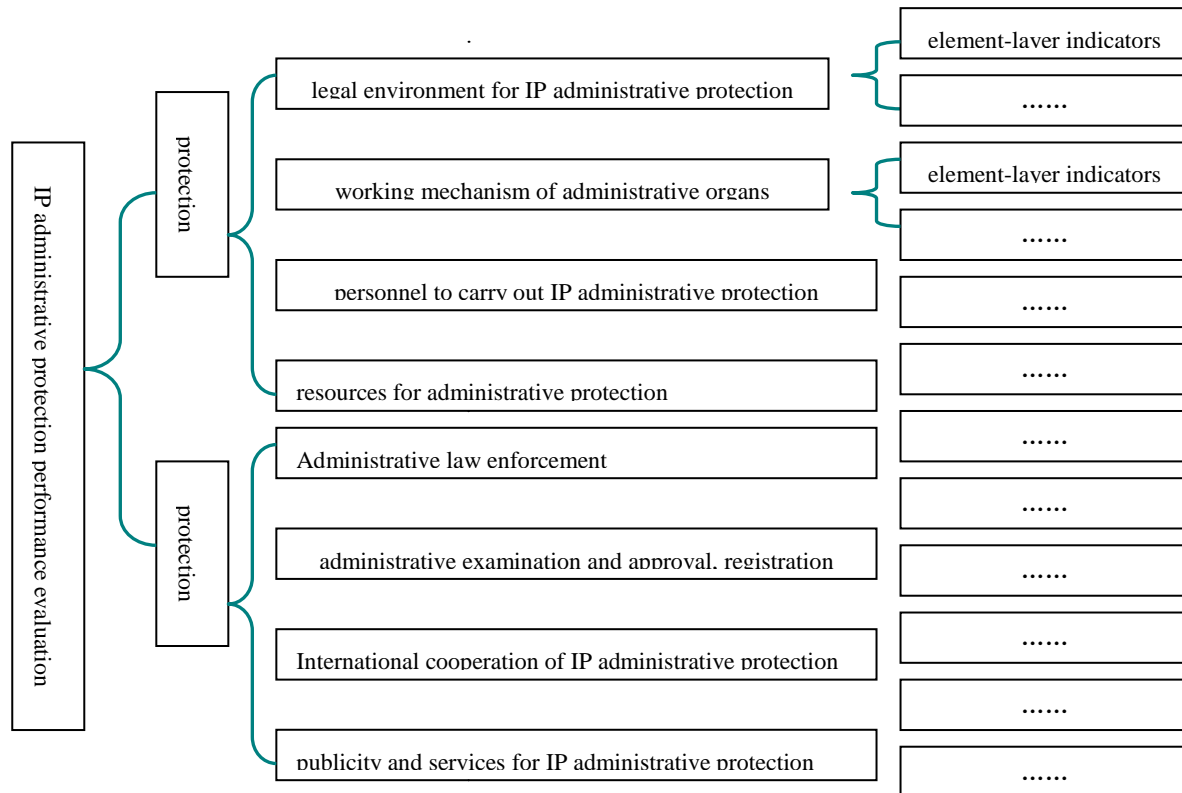 IP administrative protection performance evaluation
protection
legal environment for IP administrative protection
element-layer indicators
……
working mechanism of administrative organs
element-layer indicators
……
personnel to carry out IP administrative protection
……
resources for administrative protection
……
protection
Administrative law enforcement
……
administrative examination and approval, registration
……
……
International cooperation of IP administrative protection
……
……
publicity and services for IP administrative protection
……